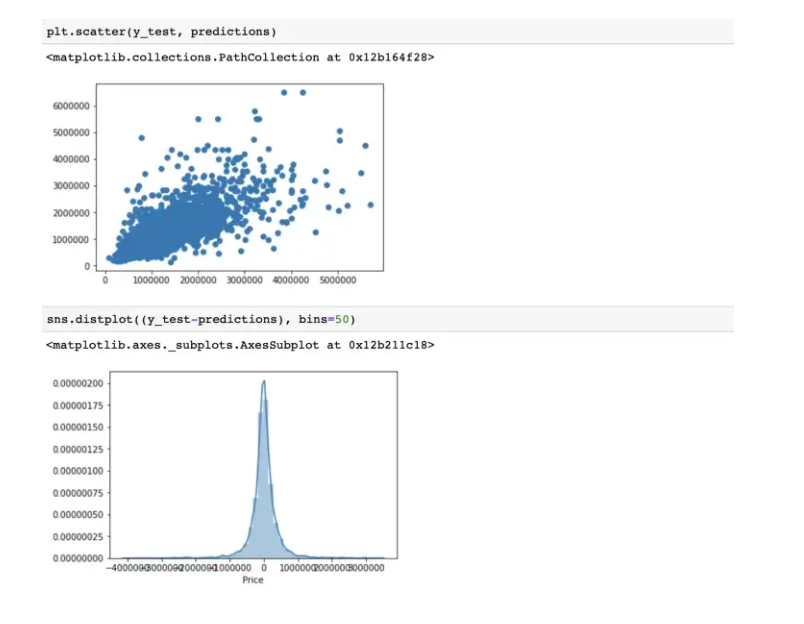 plt.scatter(y_test, predictions)
<matplotlib.collections.PathCollection at 0x12b164f28>
6000000
5000000
4000000
3000000
2000000
1000000
0
0 1000000 2000000 3000000 4000000 5000000
sns.distplot((y_test-predictions), bins=50)
<matplotlib.axes._subplots.AxesSubplot at 0x12b211c18>
0.00000200
0.00000175
0.00000150
0.00000125
0.00000100
0.00000075
0.00000050
0.00000025
0.00000000
−4000000−3000000−2000000−1000000 0 1000000 2000000 3000000
Price